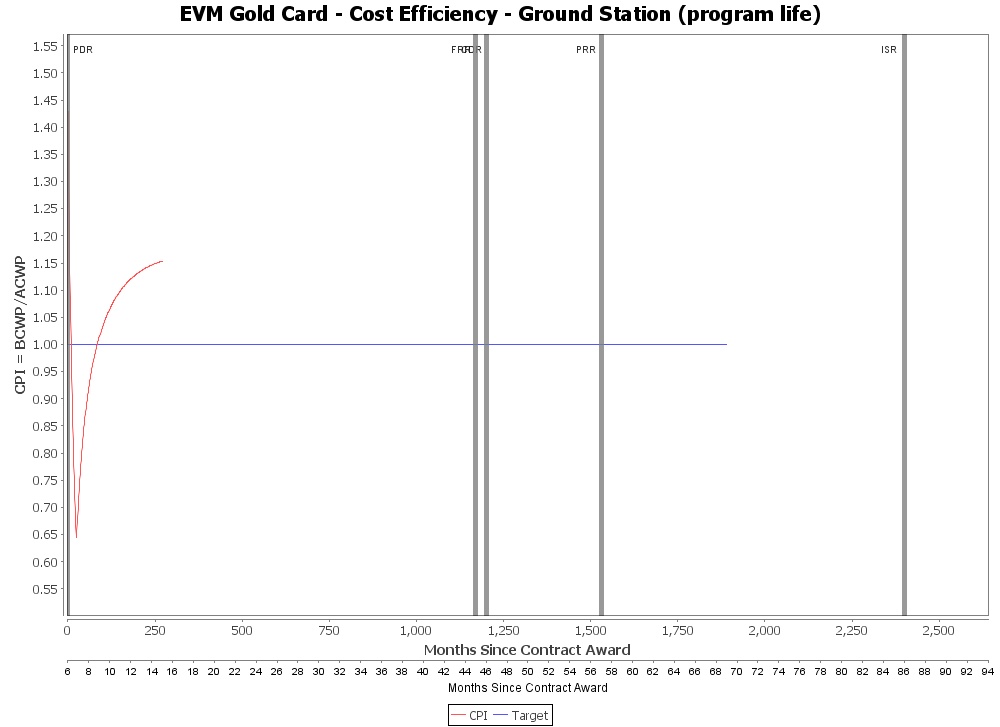 EVM Gold Card - Cost Efficiency - Ground Station (program life)
PDR FRR CDR PRR ISR
CPI = BCWP/ACWP
1.55
1.50
1.45
1.40
1.35
1.30
1.25
1.20
1.15
1.10
1.05
1.00
0.95
0.90
0.85
0.80
0.75
0.70
0.65
0.60
0.55
0 250 500 750 1,000 1,250 1,500 1,750 2,000 2,250 2,500
Months Since Contract Award
6 8 10 12 14 16 18 20 22 24 26 28 30 32 34 36 38 40 42 44 46 48 50 52 54 56 58 60 62 64 66 68 70 72 74 76 78 80 82 84 86 88 90 92 94
Months Since Contract Award
CPI Target